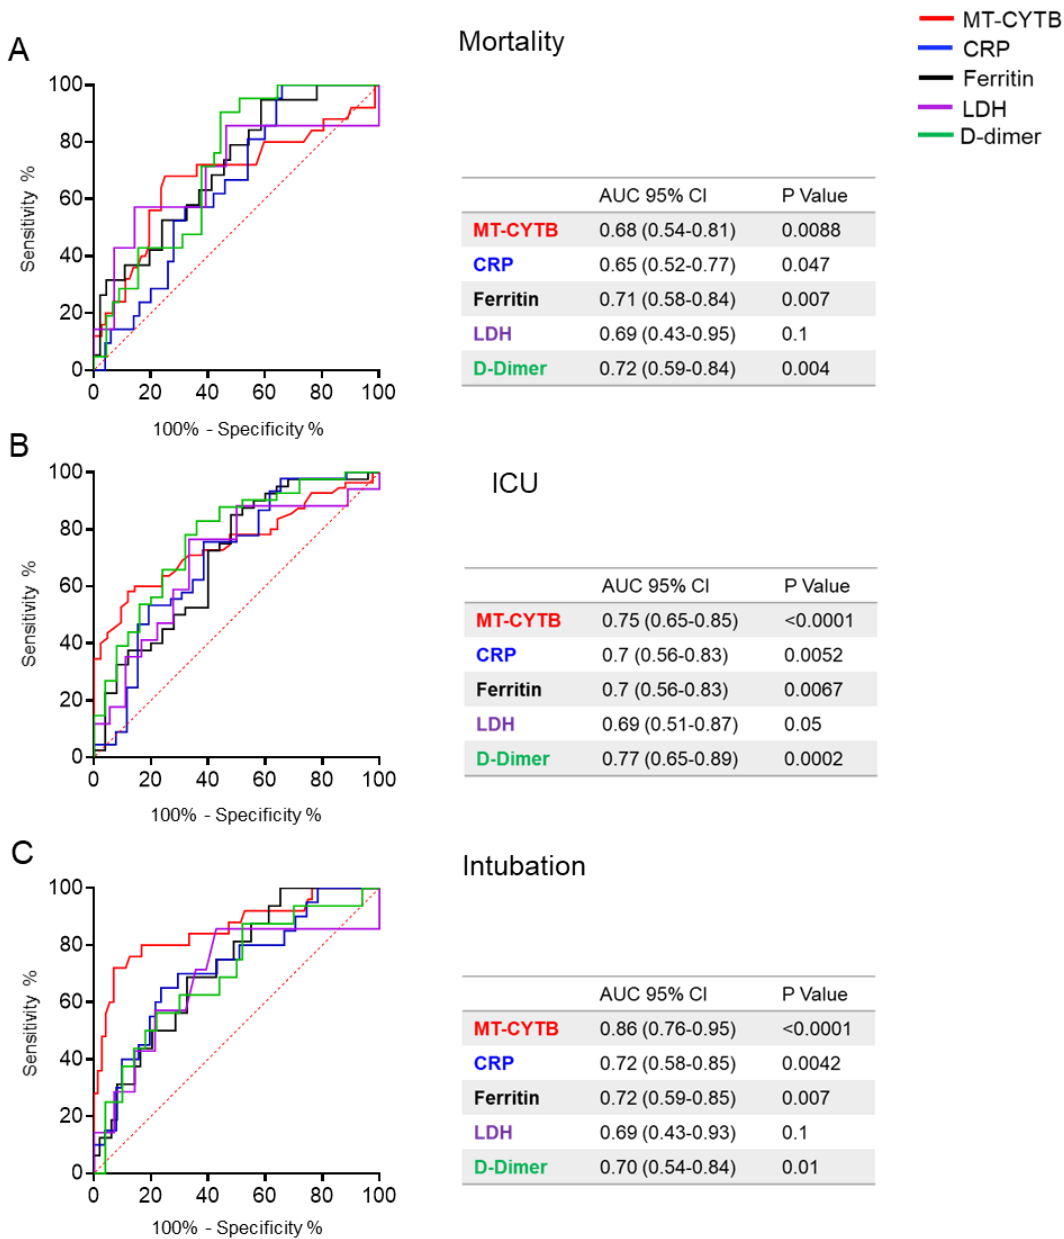 MT-CYTB
CRP
Ferritin
LDH
D-dimer
A
Mortality
100
80
60
40
20
0
Sensitivity %
0 20 40 60 80 100
100% - Specificity %
AUC 95% CI P Value
MT-CYTB 0.68 (0.54-0.81) 0.0088
CRP 0.65 (0.52-0.77) 0.047
Ferritin 0.71 (0.58-0.84) 0.007
LDH 0.69 (0.43-0.95) 0.1
D-Dimer 0.72 (0.59-0.84) 0.004
B
ICU
100
80
60
40
20
0
Sensitivity %
0 20 40 60 80 100
100% - Specificity %
AUC 95% CI P Value
MT-CYTB 0.75 (0.65-0.85) <0.0001
CRP 0.7 (0.56-0.83) 0.0052
Ferritin 0.7 (0.56-0.83) 0.0067
LDH 0.69 (0.51-0.87) 0.05
D-Dimer 0.77 (0.65-0.89) 0.0002
C
Intubation
100
80
60
40
20
0
Sensitivity %
0 20 40 60 80 100
100% - Specificity %
AUC 95% CI P Value
MT-CYTB 0.86 (0.76-0.95) <0.0001
CRP 0.72 (0.58-0.85) 0.0042
Ferritin 0.72 (0.59-0.85) 0.007
LDH 0.69 (0.43-0.93) 0.1
D-Dimer 0.70 (0.54-0.84) 0.01